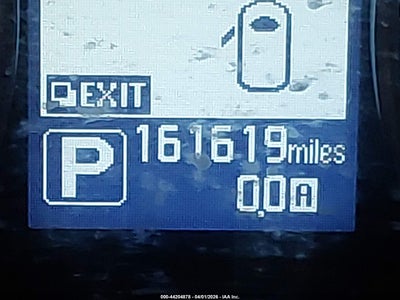 EXIT
P 161619miles
0,0A
000-44204878 - 04/01/2026 - IAA Inc.